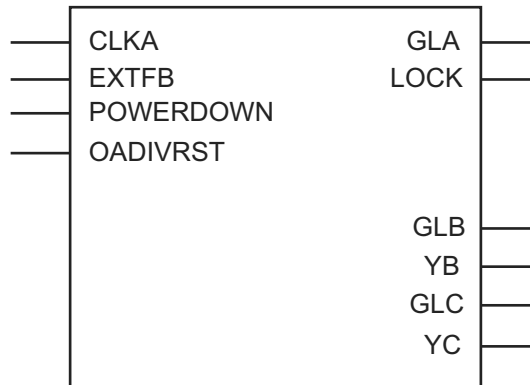 CLKA GLA
EXTFB LOCK
POWERDOWN
OADIVRST
GLB
YB
GLC
YC